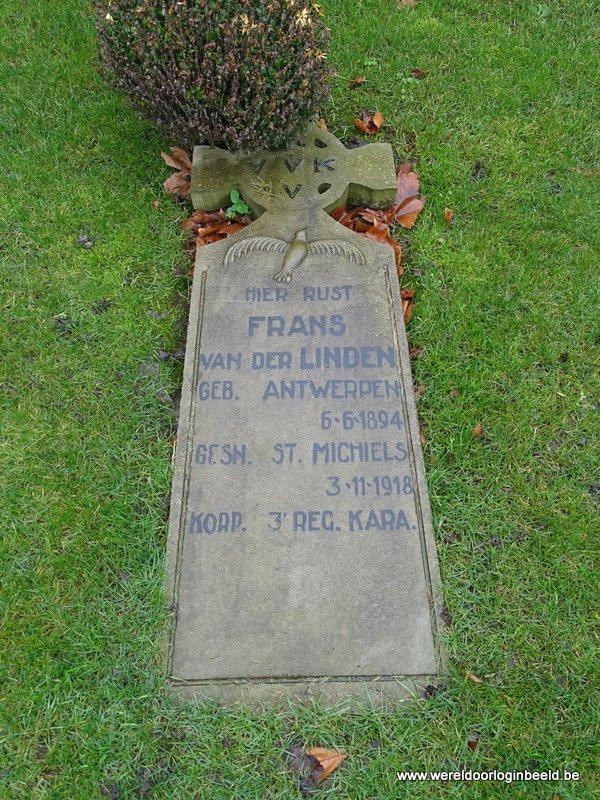 VVK
V
HIER RUST
FRANS
VAN DER LINDEN
GEB. ANTWERPEN
6-6-1894
GESN. ST. MICHIELS
3-11-1918
KORP. 3' REG. KARA.
www.wereldoorloginbeeld.be